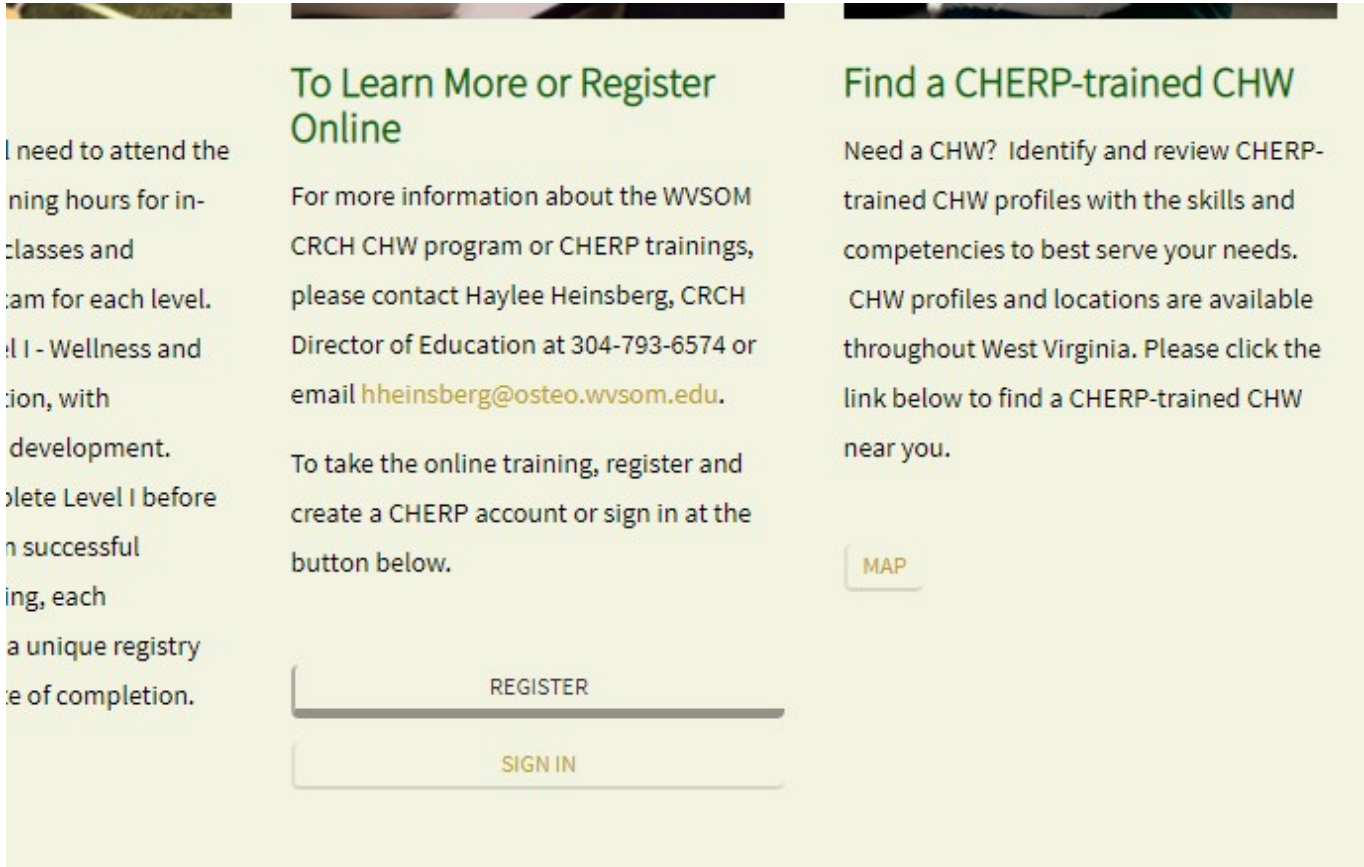 l need to attend the
ning hours for in-
classes and
am for each level.
l I - Wellness and
ion, with
development.
lete Level I before
n successful
ing, each
a unique registry
e of completion.
To Learn More or Register
Online
For more information about the WVSOM
CRCH CHW program or CHERP trainings,
please contact Haylee Heinsberg, CRCH
Director of Education at 304-793-6574 or
email hheinsberg@osteo.wvsom.edu.
To take the online training, register and
create a CHERP account or sign in at the
button below.
REGISTER
SIGN IN
Find a CHERP-trained CHW
Need a CHW?  Identify and review CHERP-
trained CHW profiles with the skills and
competencies to best serve your needs.
CHW profiles and locations are available
throughout West Virginia. Please click the
link below to find a CHERP-trained CHW
near you.
MAP